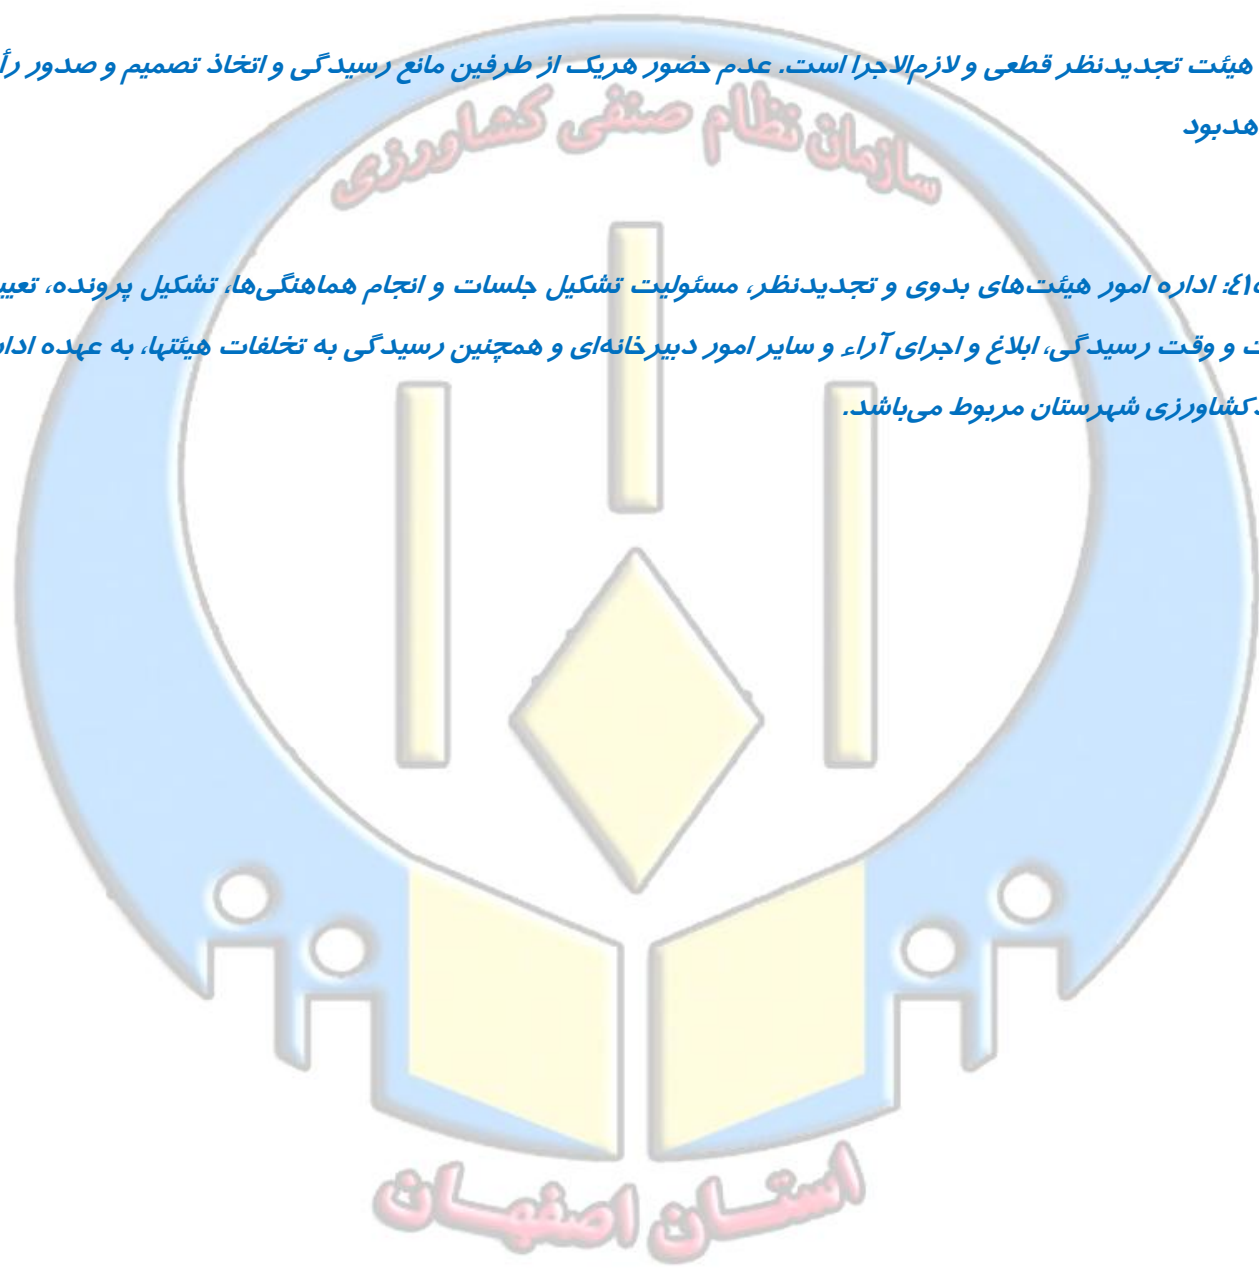 هیئت تجدیدنظر قطعی و لازم‌الاجرا است. عدم حضور هریک از طرفین مانع رسیدگی و اتخاذ تصمیم و صدور رأ
هدبود
سازمان نظام صنفی کشاورزی
٤١: اداره امور هیئت‌های بدوی و تجدیدنظر، مسئولیت تشکیل جلسات و انجام هماهنگی‌ها، تشکیل پرونده، تعیی
ت و وقت رسیدگی، ابلاغ و اجرای آراء و سایر امور دبیرخانه‌ای و همچنین رسیدگی به تخلفات هیئتها، به عهده ادا
دکشاورزی شهرستان مربوط می‌باشد.
استان اصفهان